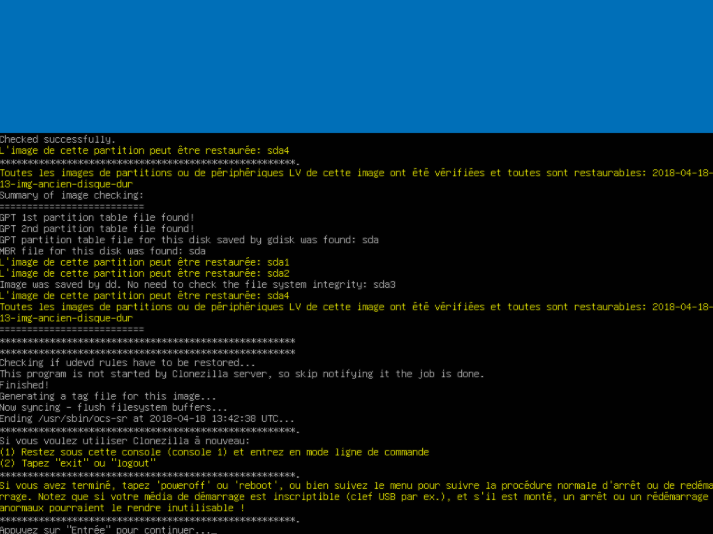 Checked successfully.
L'image de cette partition peut être restaurée: sda4
*****************************************************.
Toutes les images de partitions ou de périphériques LV de cette image ont été vérifiées et toutes sont restaurables: 2018-04-18-
13-img-ancien-disque-dur
Summary of image checking:
==========================
GPT 1st partition table file found!
GPT 2nd partition table file found!
GPT partition table file for this disk saved by gdisk was found: sda
MBR file for this disk was found: sda
L'image de cette partition peut être restaurée: sda1
L'image de cette partition peut être restaurée: sda2
Image was saved by dd. No need to check the file system integrity: sda3
L'image de cette partition peut être restaurée: sda4
Toutes les images de partitions ou de périphériques LV de cette image ont été vérifiées et toutes sont restaurables: 2018-04-18-
13-img-ancien-disque-dur
==========================
*****************************************************
*****************************************************
Checking if udevd rules have to be restored...
This program is not started by Clonezilla server, so skip notifying it the job is done.
Finished!
Generating a tag file for this image...
Now syncing - flush filesystem buffers...
Ending /usr/sbin/ocs-sr at 2018-04-18 13:42:38 UTC...
*****************************************************.
Si vous voulez utiliser Clonezilla à nouveau:
(1) Restez sous cette console (console 1) et entrez en mode ligne de commande
(2) Tapez "exit" ou "logout"
*****************************************************.
Si vous avez terminé, tapez 'poweroff' ou 'reboot', ou bien suivez le menu pour suivre la procédure normale d'arrêt ou de redéma
rrage. Notez que si votre média de démarrage est inscriptible (clef USB par ex.), et s'il est monté, un arrêt ou un rédémarrage
anormaux pourraient le rendre inutilisable !
*****************************************************.
Appuyez sur "Entrée" pour continuer..._